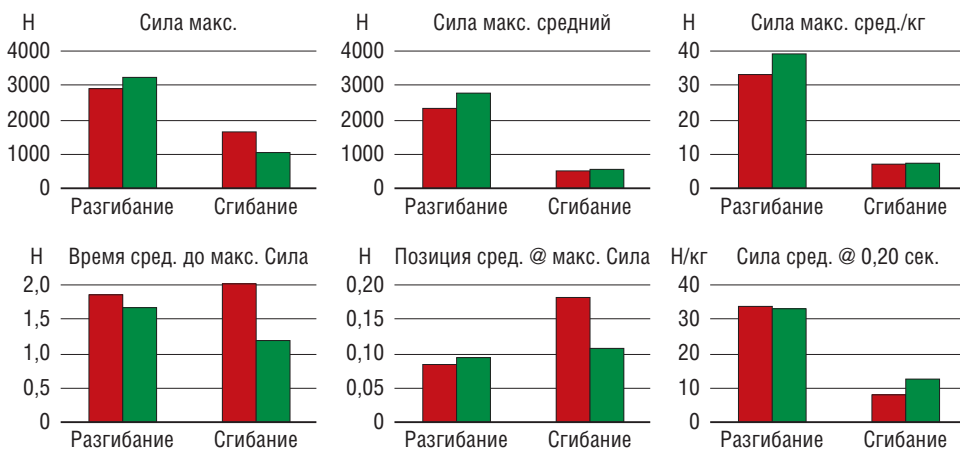 Н Сила макс.
4000
3000
2000
1000
0
Разгибание Сгибание
Н Сила макс. средний
4000
3000
2000
1000
0
Разгибание Сгибание
Н Сила макс. сред./кг
40
30
20
10
0
Разгибание Сгибание
Н Время сред. до макс. Сила
2,0
1,5
1,0
0,5
0
Разгибание Сгибание
Н Позиция сред. @ макс. Сила
0,20
0,15
0,10
0,05
0
Разгибание Сгибание
Н/кг Сила сред. @ 0,20 сек.
40
30
20
10
0
Разгибание Сгибание